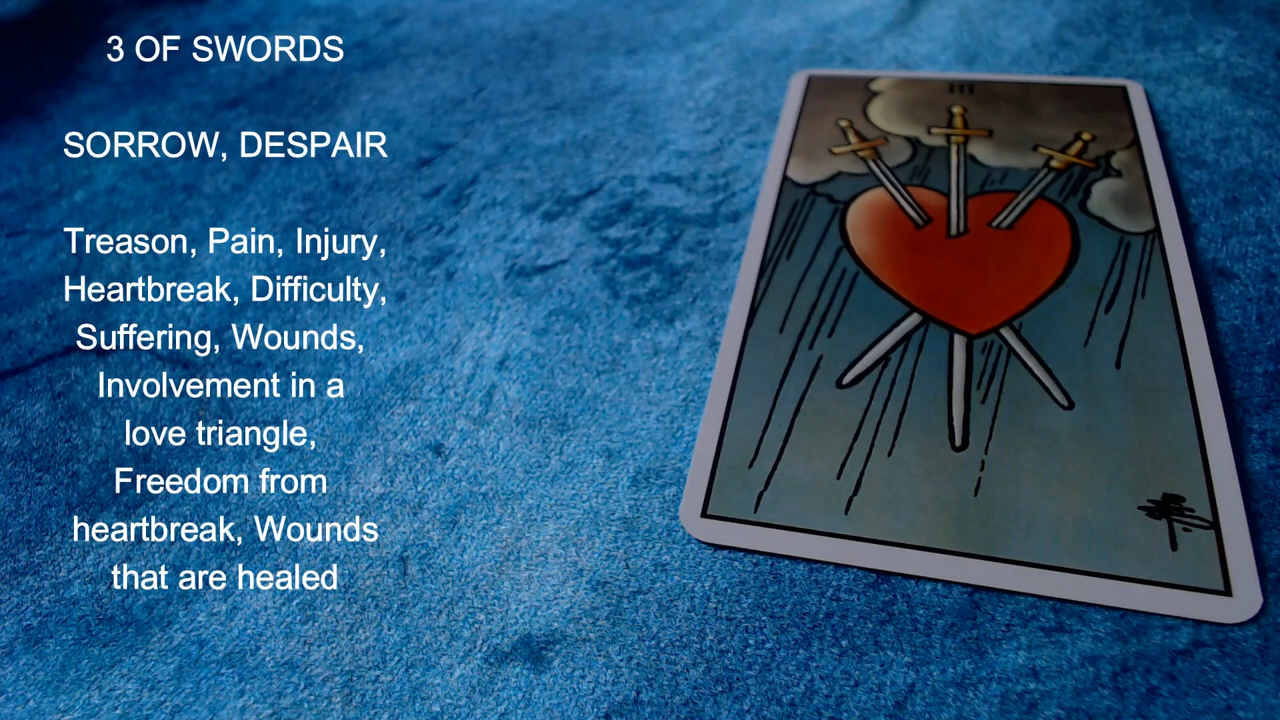 3 OF SWORDS
SORROW, DESPAIR
Treason, Pain, Injury,
Heartbreak, Difficulty,
Suffering, Wounds,
Involvement in a
love triangle,
Freedom from
heartbreak, Wounds
that are healed
III